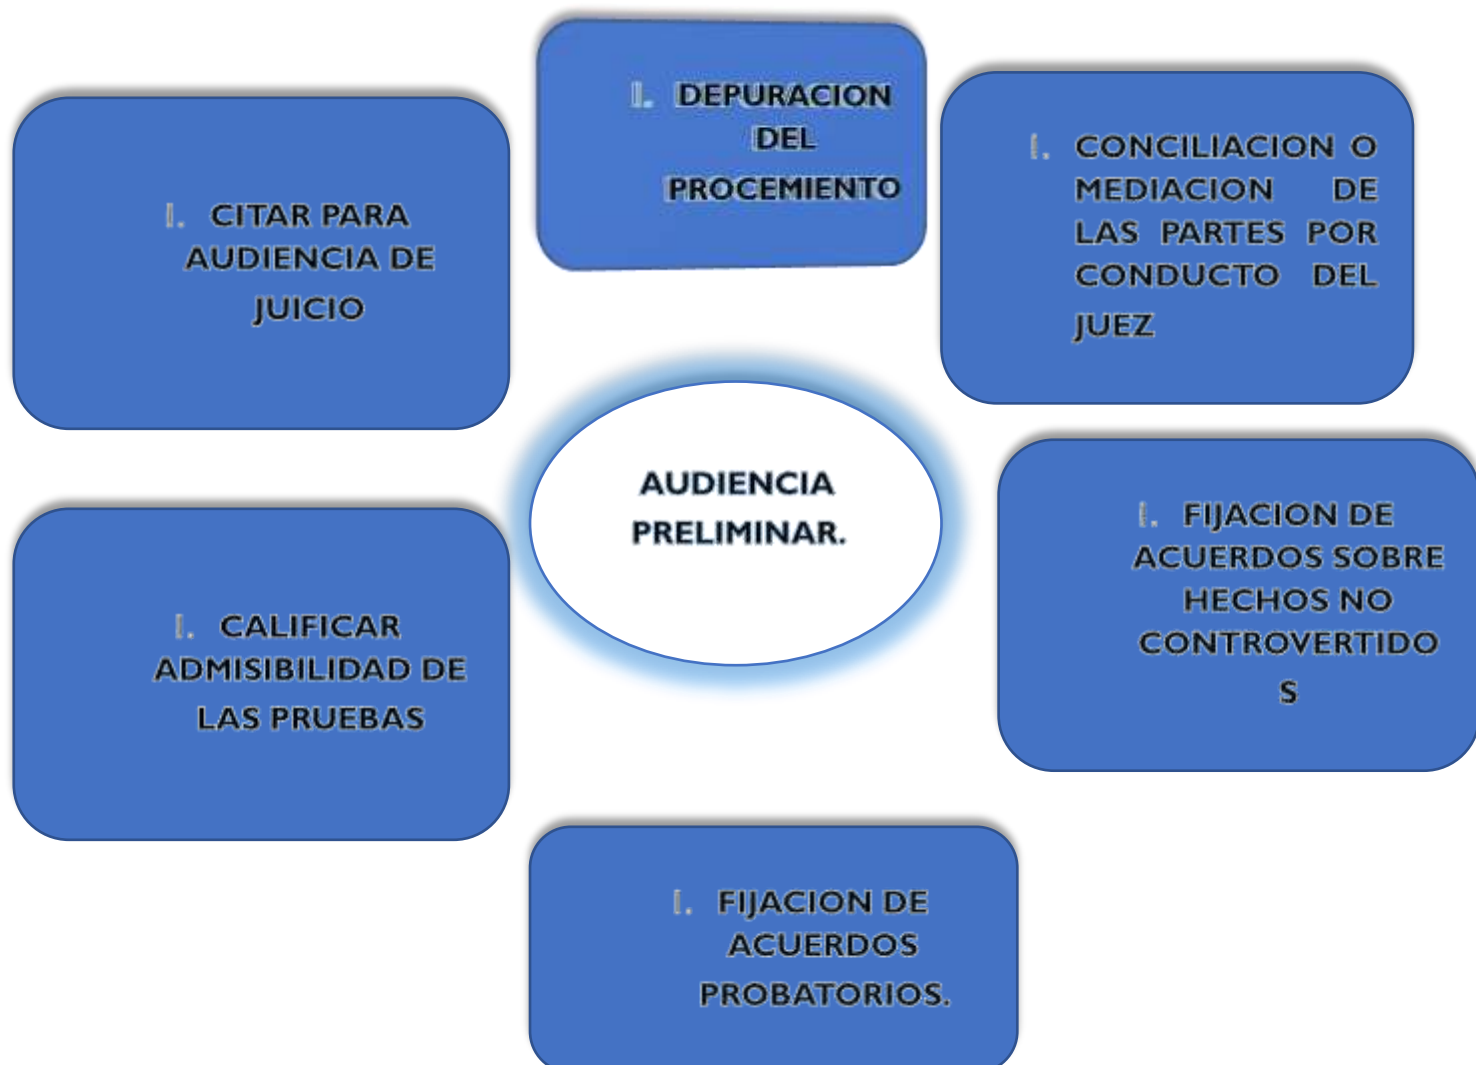 I. DEPURACION
DEL
PROCEMIENTO
I. CONCILIACION O
MEDIACION DE
LAS PARTES POR
CONDUCTO DEL
JUEZ
I. CITAR PARA
AUDIENCIA DE
JUICIO
AUDIENCIA
PRELIMINAR.
I. FIJACION DE
ACUERDOS SOBRE
HECHOS NO
CONTROVERTIDO
S
I. CALIFICAR
ADMISIBILIDAD DE
LAS PRUEBAS
I. FIJACION DE
ACUERDOS
PROBATORIOS.